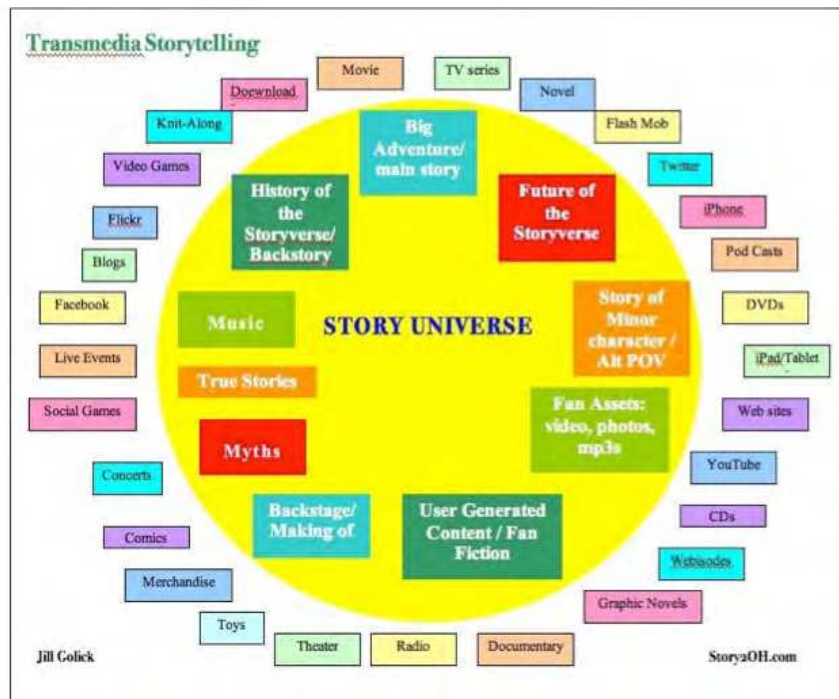 Transmedia Storytelling
Movie
TV series
Doewnload
Novel
Knit-Along
Flash Mob
Video Games
Twitter
Flickr
iPhone
Blogs
Pod Casts
Facebook
DVDs
Live Events
iPad/Tablet
Social Games
Web sites
Concerts
YouTube
Comics
CDs
Merchandise
Webisodes
Toys
Graphic Novels
Theater
Radio
Documentary
Big
Adventure/
main story
History of
the
Storyverse/
Backstory
Future of
the
Storyverse
Music
STORY UNIVERSE
Story of
Minor
character /
Alt POV
True Stories
Fan Assets:
video, photos,
mp3s
Myths
Backstage/
Making of
User Generated
Content / Fan
Fiction
Jill Golick
Story2OH.com